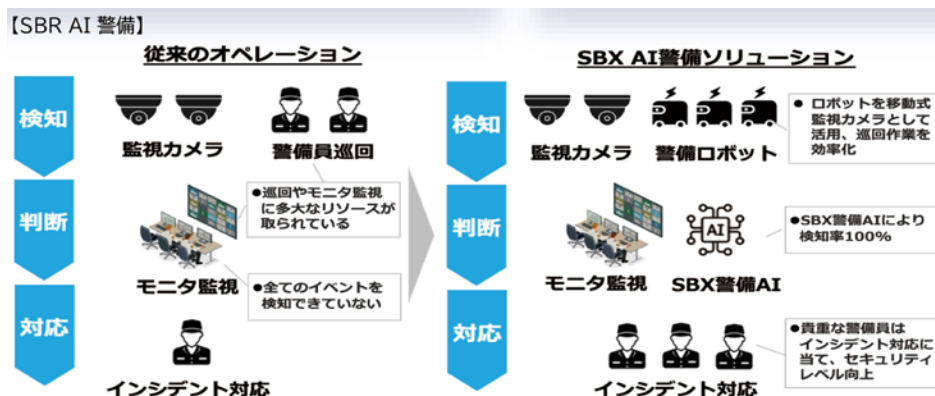 【SBR AI 警備】
従来のオペレーション
検知
監視カメラ
警備員巡回
判断
●巡回やモニタ監視
に多大なリソースが
取られている
モニタ監視
●全てのイベントを
検知できていない
対応
インシデント対応
SBX AI警備ソリューション
検知
監視カメラ
警備ロボット
● ロボットを移動式
監視カメラとして
活用、巡回作業を
効率化
判断
AI
モニタ監視
SBX警備AI
●SBX警備AIにより
検知率100%
対応
インシデント対応
●貴重な警備員は
インシデント対応に
当て、セキュリティ
レベル向上